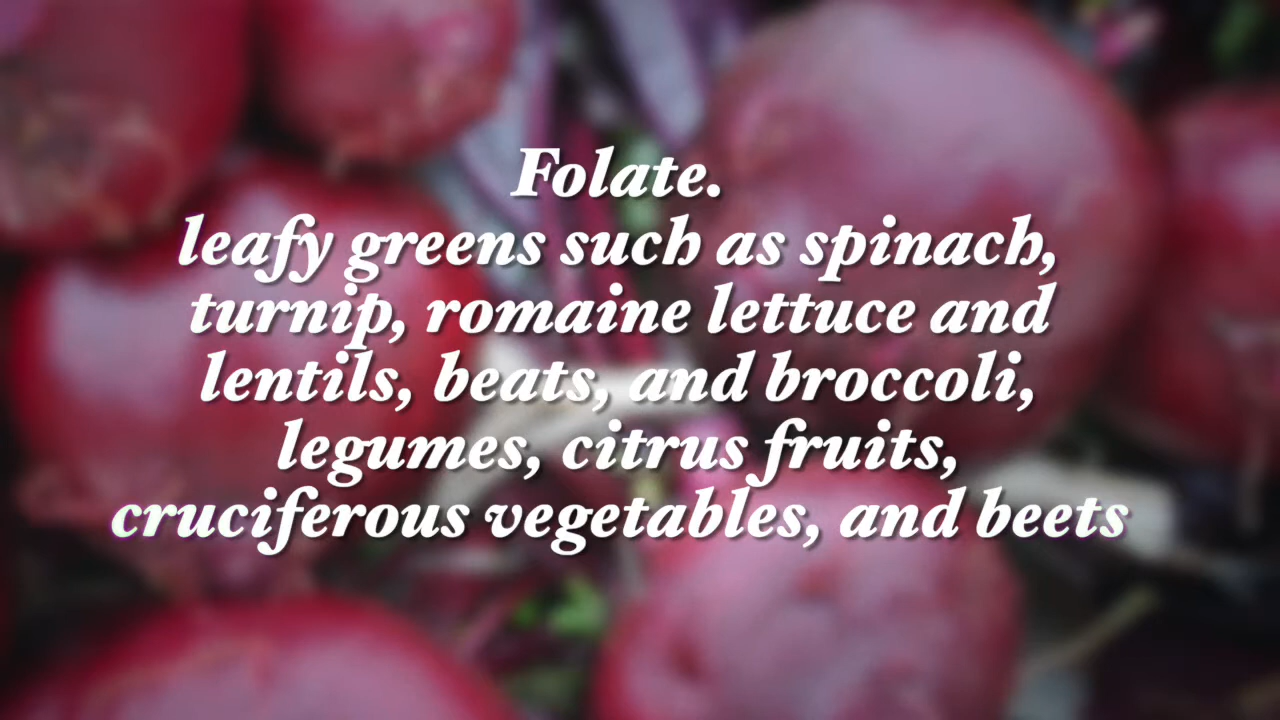 Folate.
leafy greens such as spinach,
turnip, romaine lettuce and
lentils, beats, and broccoli,
legumes, citrus fruits,
cruciferous vegetables, and beets